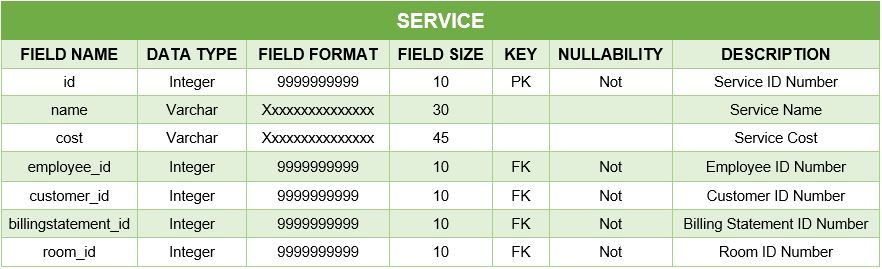 SERVICE
FIELD NAME DATA TYPE FIELD FORMAT FIELD SIZE KEY NULLABILITY DESCRIPTION
id Integer 9999999999 10 PK Not Service ID Number
name Varchar Xxxxxxxxxxxxxxx 30 Service Name
cost Varchar Xxxxxxxxxxxxxxx 45 Service Cost
employee_id Integer 9999999999 10 FK Not Employee ID Number
customer_id Integer 9999999999 10 FK Not Customer ID Number
billingstatement_id Integer 9999999999 10 FK Not Billing Statement ID Number
room_id Integer 9999999999 10 FK Not Room ID Number